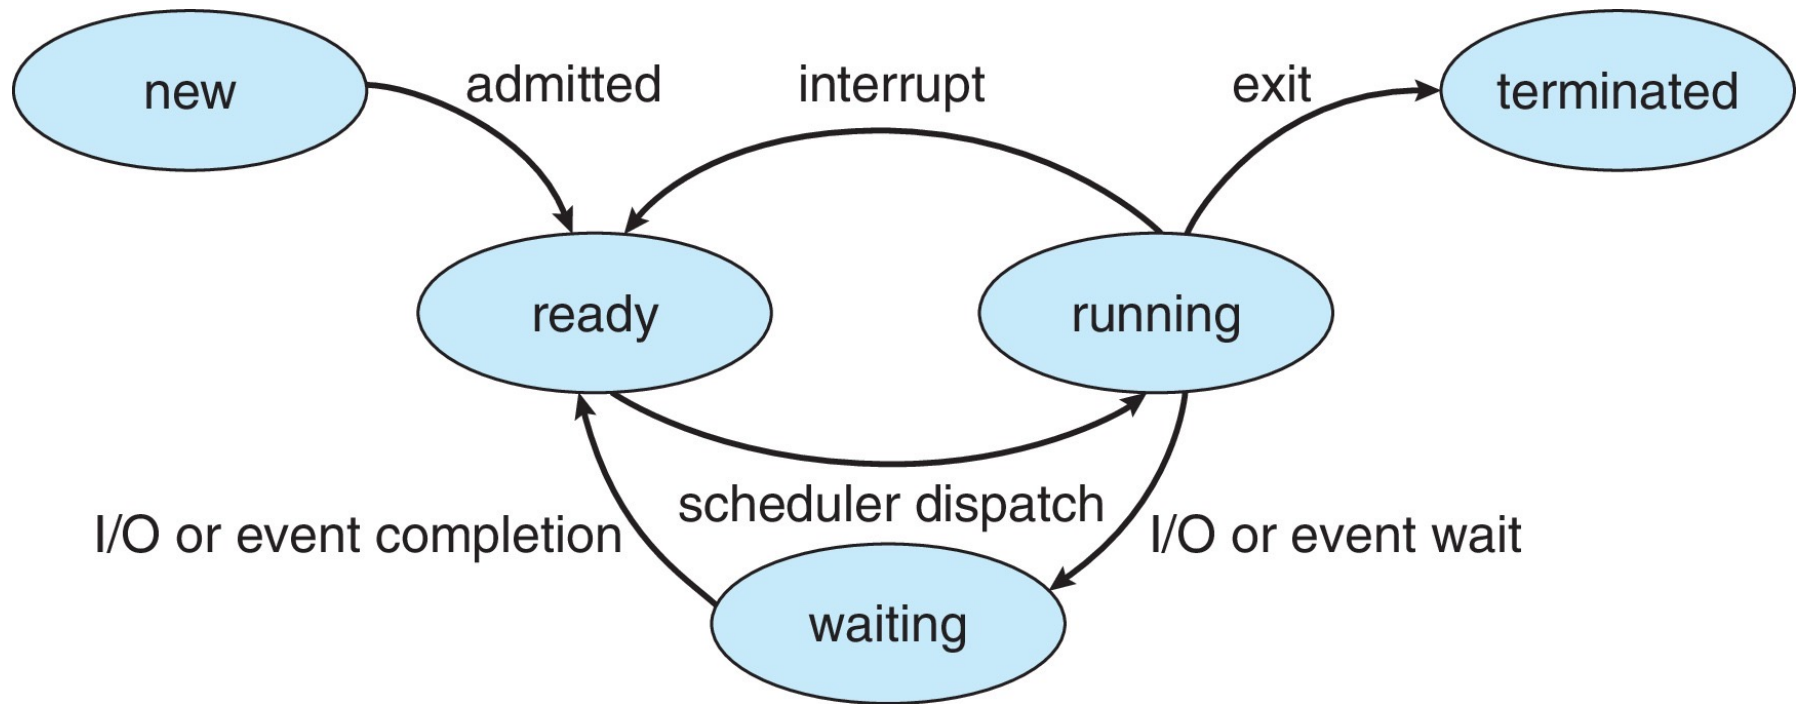 new
admitted
interrupt
exit
terminated
ready
running
scheduler dispatch
I/O or event completion
I/O or event wait
waiting